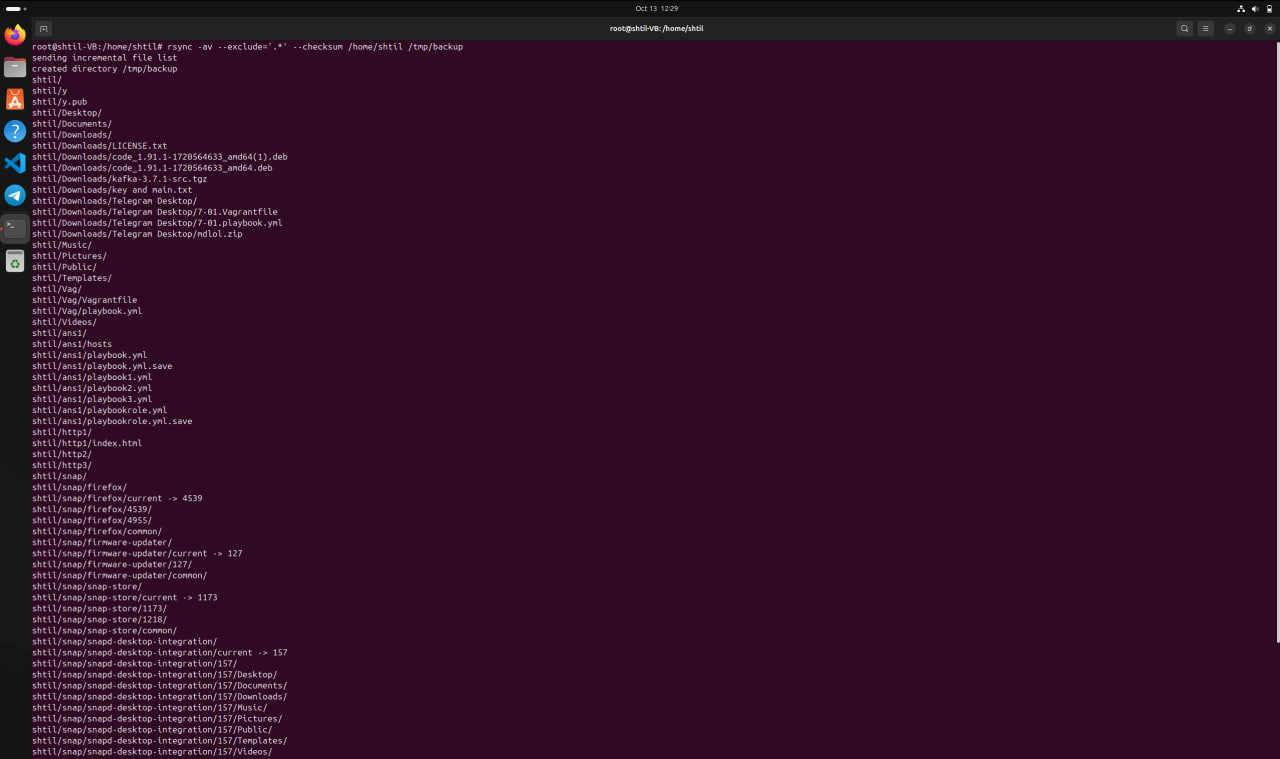 Oct 13 12:29
root@shtil-VB: /home/shtil
root@shtil-VB:/home/shtil# rsync -av --exclude='.*' --checksum /home/shtil /tmp/backup
sending incremental file list
created directory /tmp/backup
shtil/
shtil/y
shtil/y.pub
shtil/Desktop/
shtil/Documents/
shtil/Downloads/
shtil/Downloads/LICENSE.txt
shtil/Downloads/code_1.91.1-1720564633_amd64(1).deb
shtil/Downloads/code_1.91.1-1720564633_amd64.deb
shtil/Downloads/kafka-3.7.1-src.tgz
shtil/Downloads/key and main.txt
shtil/Downloads/Telegram Desktop/
shtil/Downloads/Telegram Desktop/7-01.Vagrantfile
shtil/Downloads/Telegram Desktop/7-01.playbook.yml
shtil/Downloads/Telegram Desktop/mdlol.zip
shtil/Music/
shtil/Pictures/
shtil/Public/
shtil/Templates/
shtil/Vag/
shtil/Vag/Vagrantfile
shtil/Vag/playbook.yml
shtil/Videos/
shtil/ans1/
shtil/ans1/hosts
shtil/ans1/playbook.yml
shtil/ans1/playbook.yml.save
shtil/ans1/playbook1.yml
shtil/ans1/playbook2.yml
shtil/ans1/playbook3.yml
shtil/ans1/playbookrole.yml
shtil/ans1/playbookrole.yml.save
shtil/http1/
shtil/http1/index.html
shtil/http2/
shtil/http3/
shtil/snap/
shtil/snap/firefox/
shtil/snap/firefox/current -> 4539
shtil/snap/firefox/4539/
shtil/snap/firefox/4955/
shtil/snap/firefox/common/
shtil/snap/firmware-updater/
shtil/snap/firmware-updater/current -> 127
shtil/snap/firmware-updater/127/
shtil/snap/firmware-updater/common/
shtil/snap/snap-store/
shtil/snap/snap-store/current -> 1173
shtil/snap/snap-store/1173/
shtil/snap/snap-store/1218/
shtil/snap/snap-store/common/
shtil/snap/snapd-desktop-integration/
shtil/snap/snapd-desktop-integration/current -> 157
shtil/snap/snapd-desktop-integration/157/
shtil/snap/snapd-desktop-integration/157/Desktop/
shtil/snap/snapd-desktop-integration/157/Documents/
shtil/snap/snapd-desktop-integration/157/Downloads/
shtil/snap/snapd-desktop-integration/157/Music/
shtil/snap/snapd-desktop-integration/157/Pictures/
shtil/snap/snapd-desktop-integration/157/Public/
shtil/snap/snapd-desktop-integration/157/Templates/
shtil/snap/snapd-desktop-integration/157/Videos/